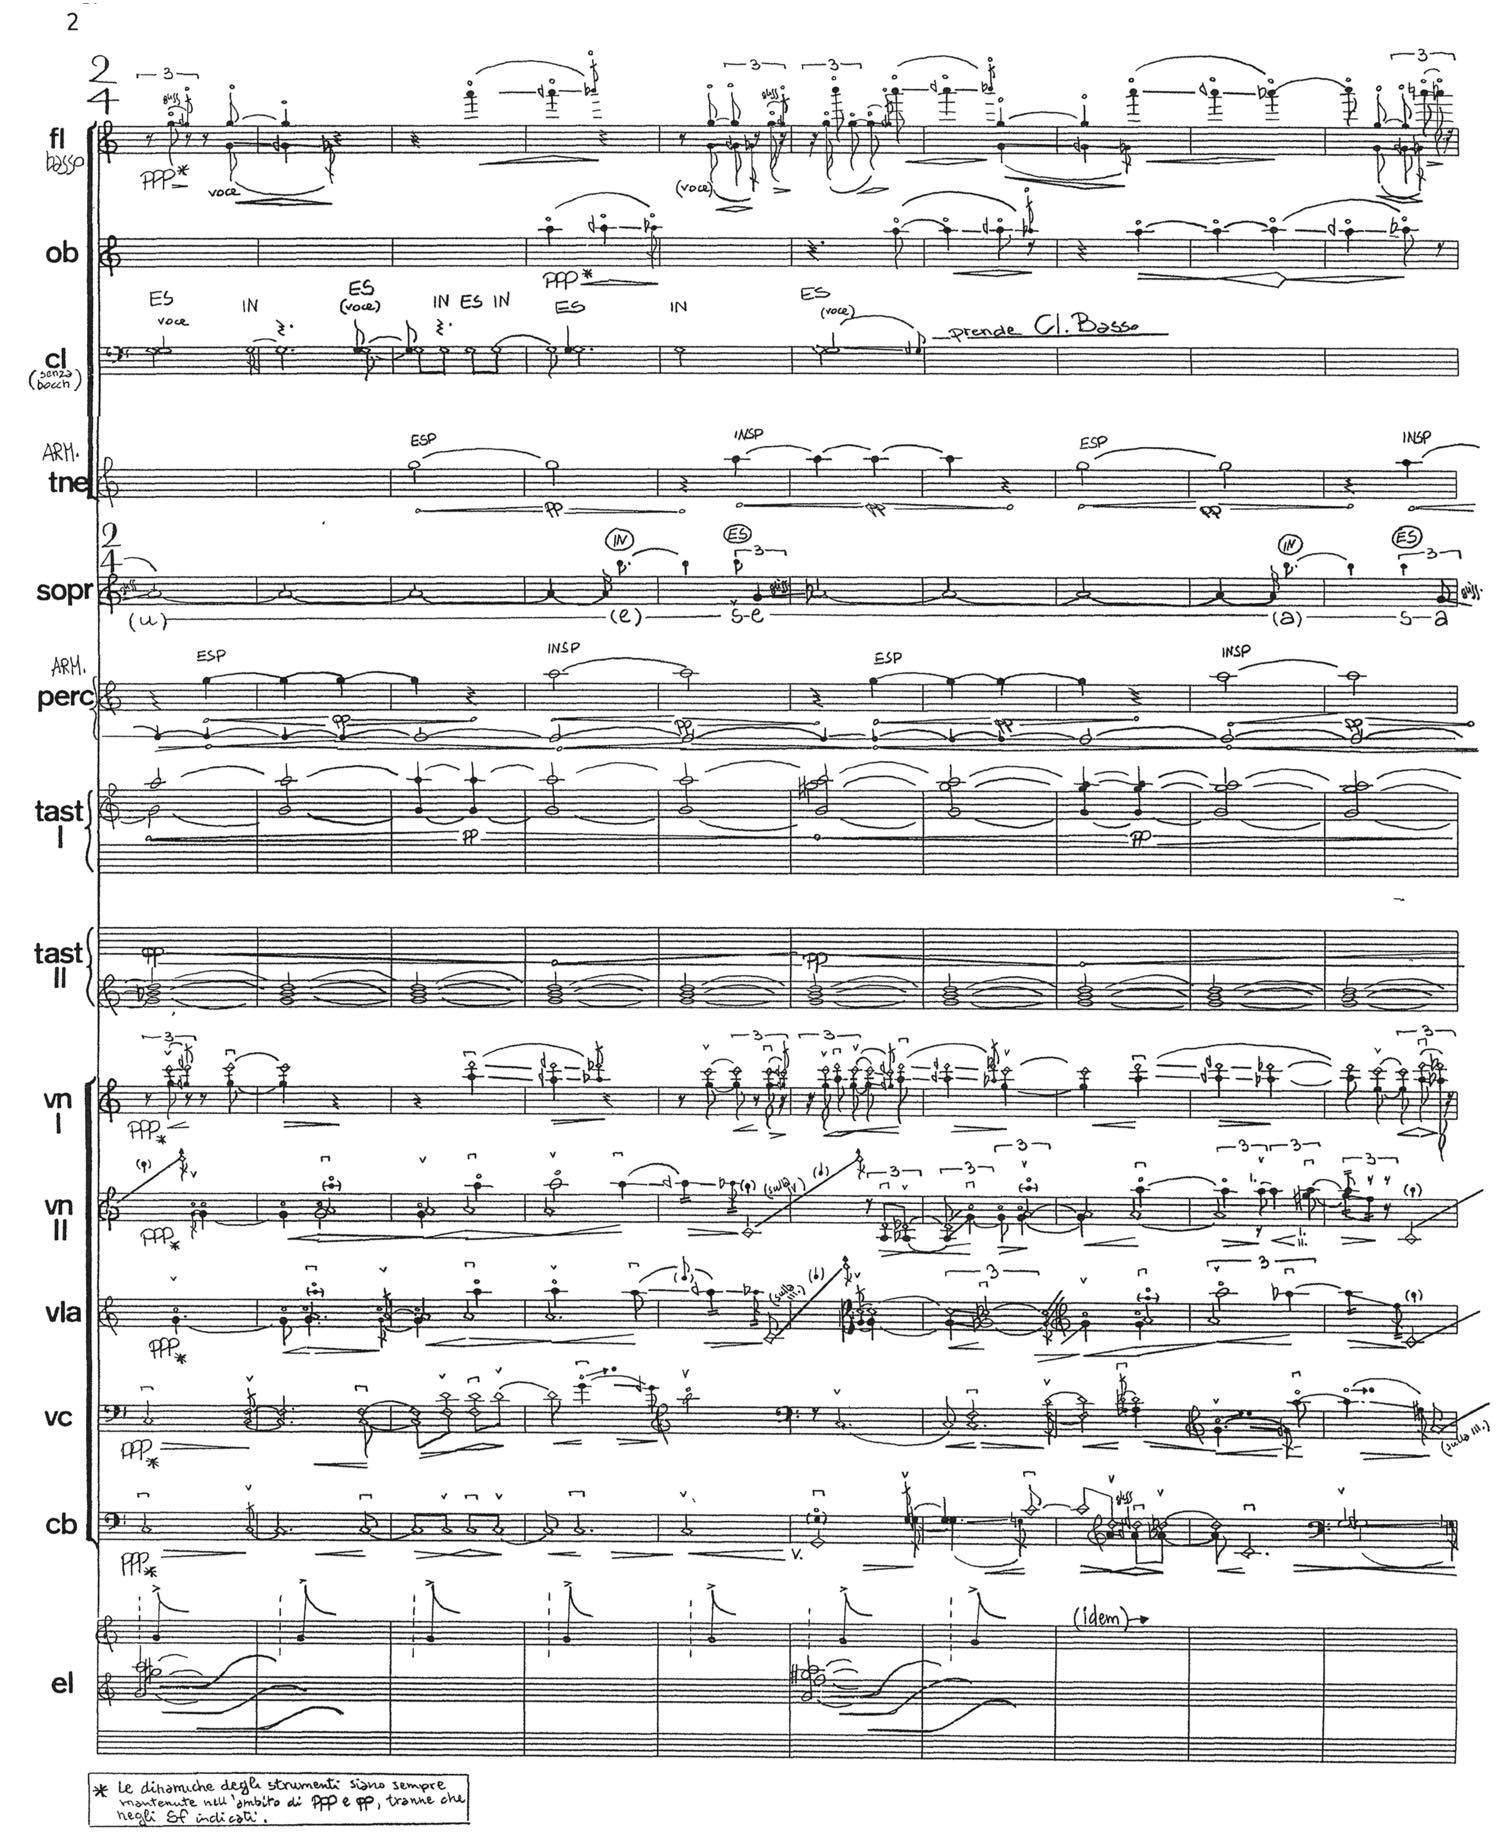 2
2
4
3 3 3 3
gliss gliss
fl
basso
PPP*
voce (voce)
ob
PPP*
ES IN ES IN ES IN ES IN ES
voce (voce) (voce)
prende Cl. Basso
cl
(senza
bocch)
ESP INSP ESP INSP
ARM.
tne
pp pp pp
2
4
IN ES IN ES
3 3
sopr
gliss gliss gliss.
(u) (e) s-e (a) s-a
ESP INSP ESP INSP
ARM.
perc
pp pp pp pp
tast
I
pp pp
tast
II
pp pp
3 3 3 3
vn
I
PPP*
3 3 3 3 3 3
(sulla IV)
vn
II
PPP*
3 3
(sulla III.)
vla
PPP*
vc
PPP*
(sulla III.)
gliss
cb
PPP*
(idem)
el
* Le dinamiche degli strumenti siano sempre
mantenute nell'ambito di PPP e PP, tranne che
negli Sf indicati.